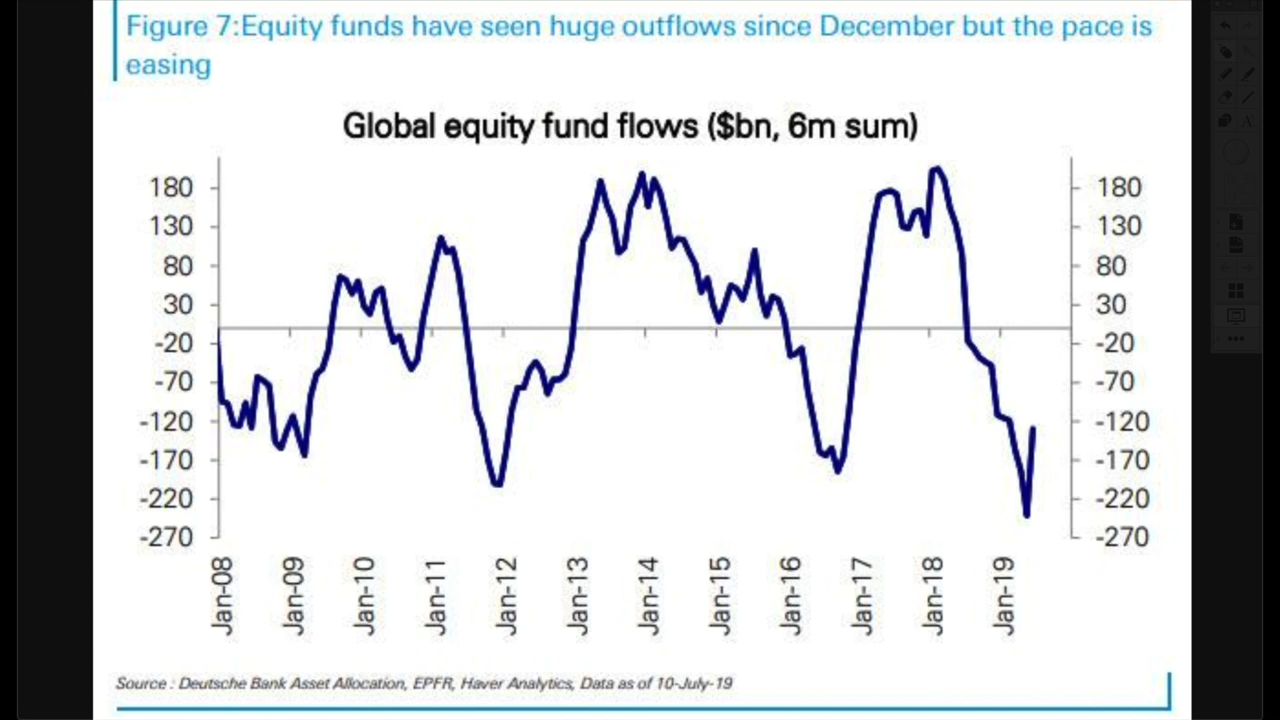 Figure 7:Equity funds have seen huge outflows since December but the pace is
easing
Global equity fund flows ($bn, 6m sum)
180
130
80
30
-20
-70
-120
-170
-220
-270
180
130
80
30
-20
-70
-120
-170
-220
-270
Jan-08
Jan-09
Jan-10
Jan-11
Jan-12
Jan-13
Jan-14
Jan-15
Jan-16
Jan-17
Jan-18
Jan-19
Source : Deutsche Bank Asset Allocation, EPFR, Haver Analytics, Data as of 10-July-19
A